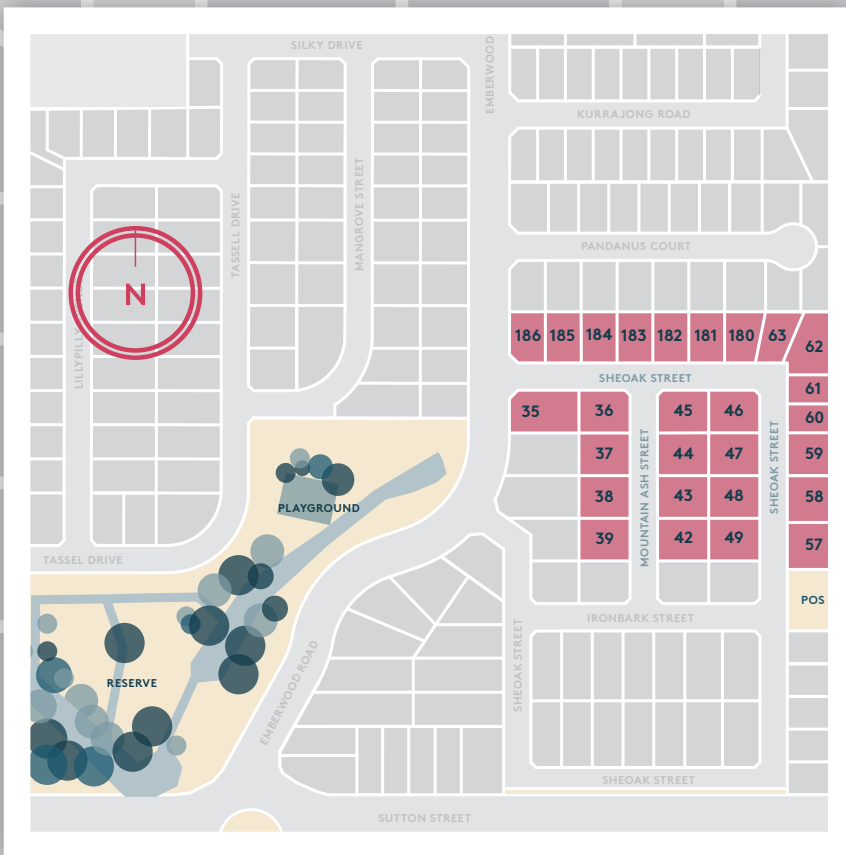 SILKY DRIVE
EMBERWOOD
KURRAJONG ROAD
TASSELL DRIVE
MANGROVE STREET
PANDANUS COURT
N
LILLYPILLY
186 185 184 183 182 181 180 63 62
SHEOAK STREET
61
35 36 45 46 60
37 44 47 59
MOUNTAIN ASH STREET
SHEOAK STREET
38 43 48 58
39 42 49 57
PLAYGROUND
TASSEL DRIVE
POS
IRONBARK STREET
SHEOAK STREET
RESERVE
EMBERWOOD ROAD
SHEOAK STREET
SUTTON STREET